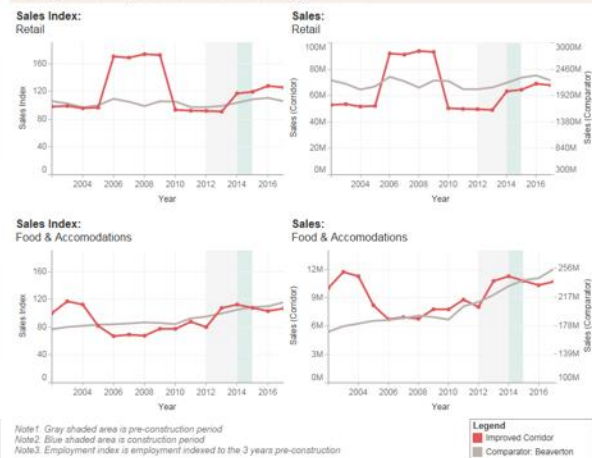 Sales Index:
Retail
Sales:
Retail
160
120
80
40
0
Sales Index
2004
2006
2008
2010
2012
2014
2016
Year
100M
80M
60M
40M
20M
0M
Sales (Corridor)
3000M
2460M
1920M
1380M
840M
300M
Sales (Comparator)
2004
2006
2008
2010
2012
2014
2016
Year
Sales Index:
Food & Accomodations
Sales:
Food & Accomodations
160
120
80
40
0
Sales Index
2004
2006
2008
2010
2012
2014
2016
Year
12M
9M
6M
3M
0M
Sales (Corridor)
256M
217M
178M
139M
100M
Sales (Comparator)
2004
2006
2008
2010
2012
2014
2016
Year
Note1. Gray shaded area is pre-construction period
Note2. Blue shaded area is construction period
Note3. Employment index is employment indexed to the 3 years pre-construction
Legend
Improved Corridor
Comparator: Beaverton